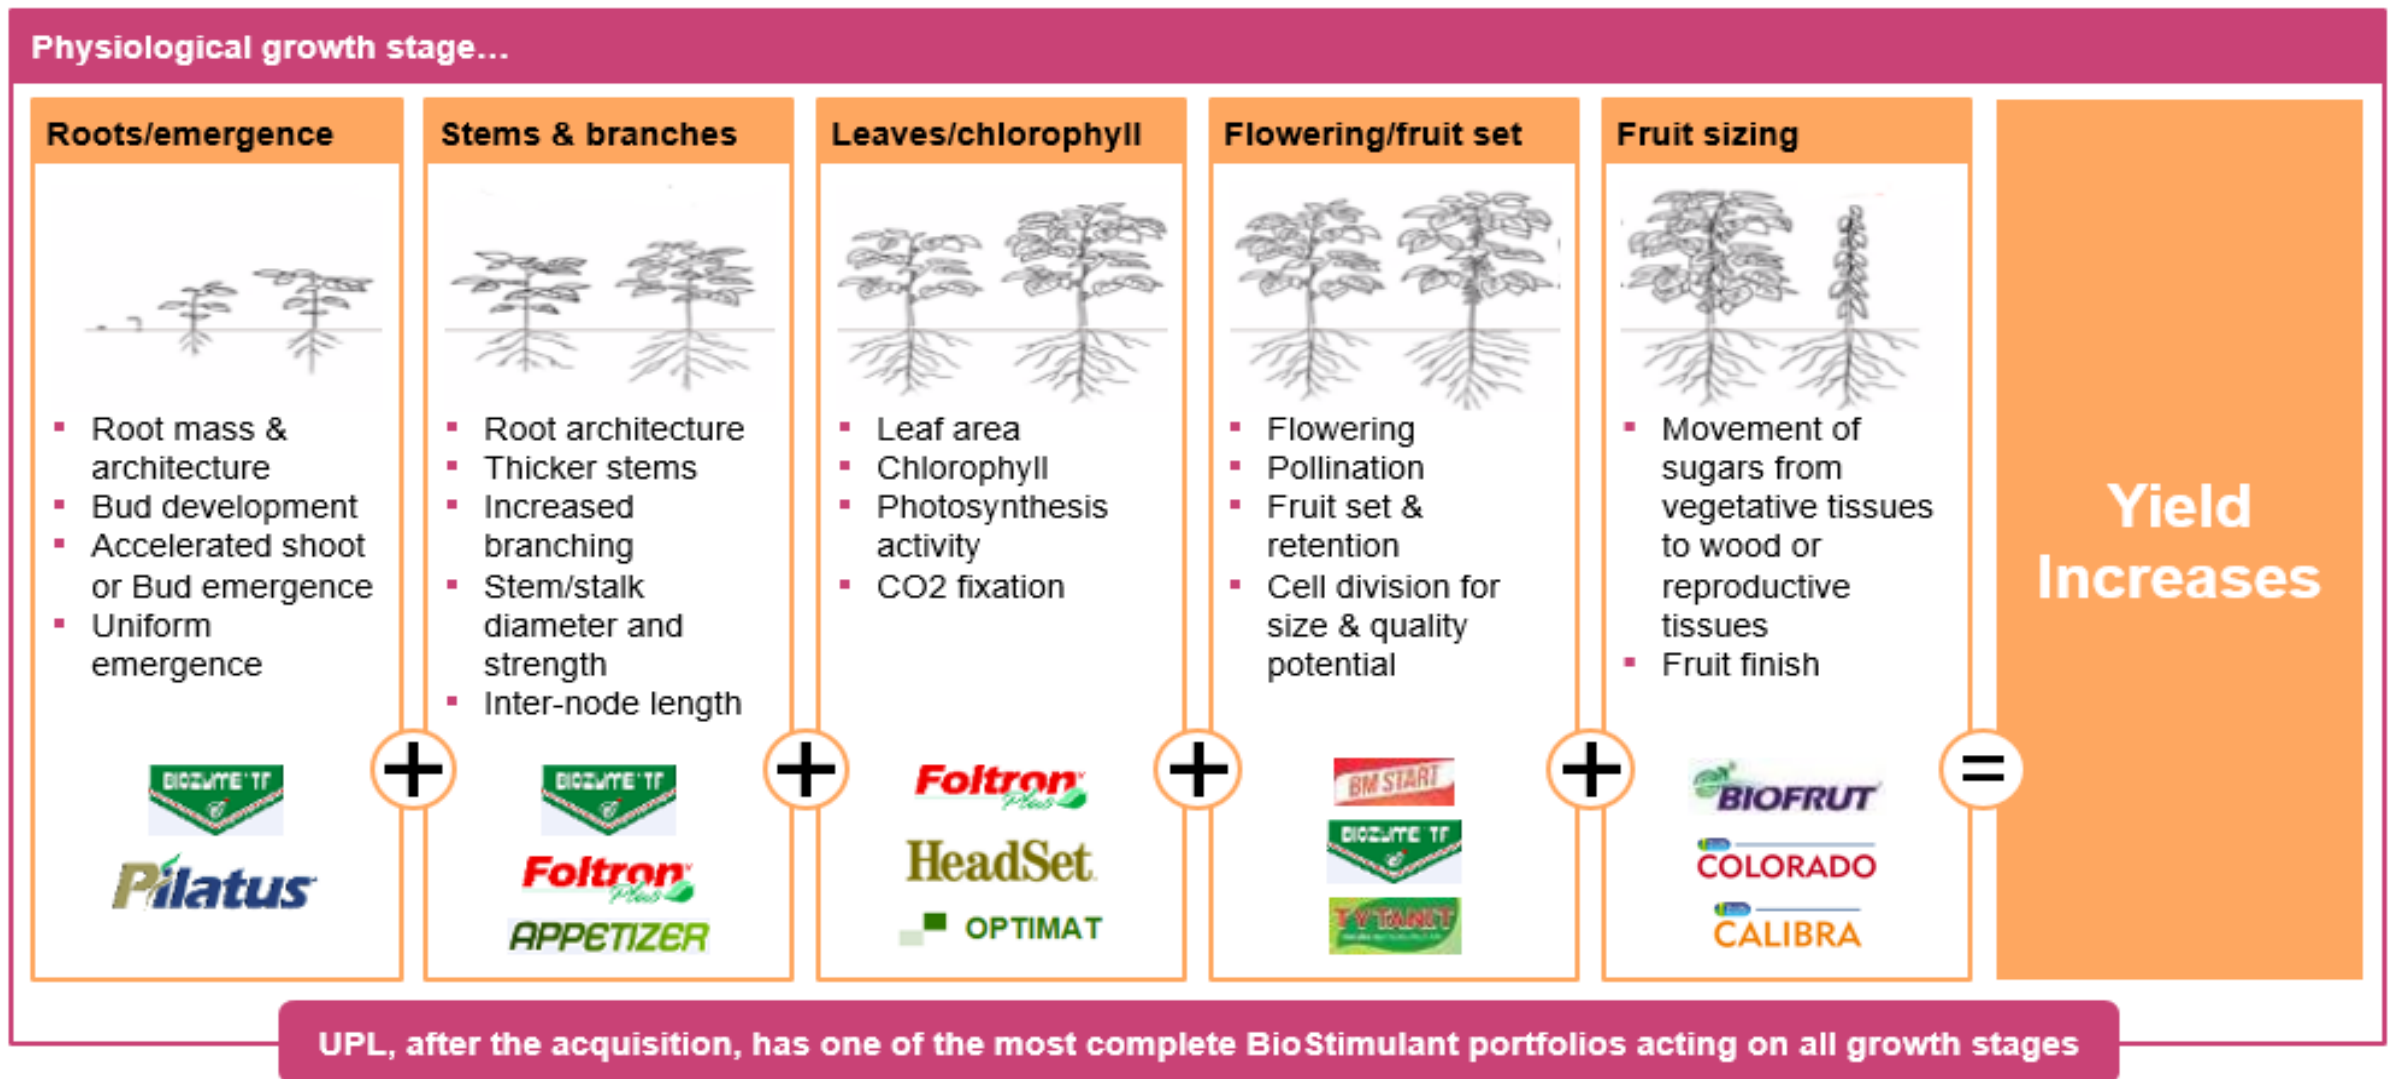 Physiological growth stage...
Roots/emergence
Root mass &
architecture
Bud development
Accelerated shoot
or Bud emergence
Uniform
emergence
BIOZYME TF
Pilatus
+
Stems & branches
Root architecture
Thicker stems
Increased
branching
Stem/stalk
diameter and
strength
Inter-node length
BIOZYME TF
Foltron
Plus
APPETIZER
+
Leaves/chlorophyll
Leaf area
Chlorophyll
Photosynthesis
activity
CO2 fixation
Foltron
Plus
HeadSet
OPTIMAT
+
Flowering/fruit set
Flowering
Pollination
Fruit set &
retention
Cell division for
size & quality
potential
BM START
BIOZYME TF
TYTANIT
+
Fruit sizing
Movement of
sugars from
vegetative tissues
to wood or
reproductive
tissues
Fruit finish
BIOFRUT
COLORADO
CALIBRA
=
Yield
Increases
UPL, after the acquisition, has one of the most complete BioStimulant portfolios acting on all growth stages